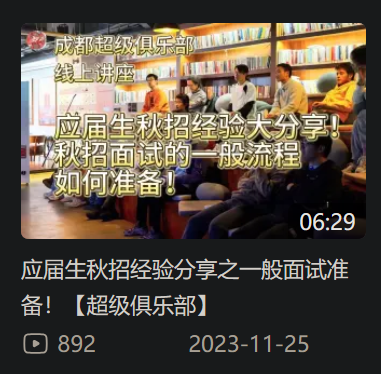 成都超级俱乐部
线上讲座
应届生秋招经验大分享！
秋招面试的一般流程
如何准备！
06:29
应届生秋招经验分享之一般面试准
备！【超级俱乐部】
892
2023-11-25